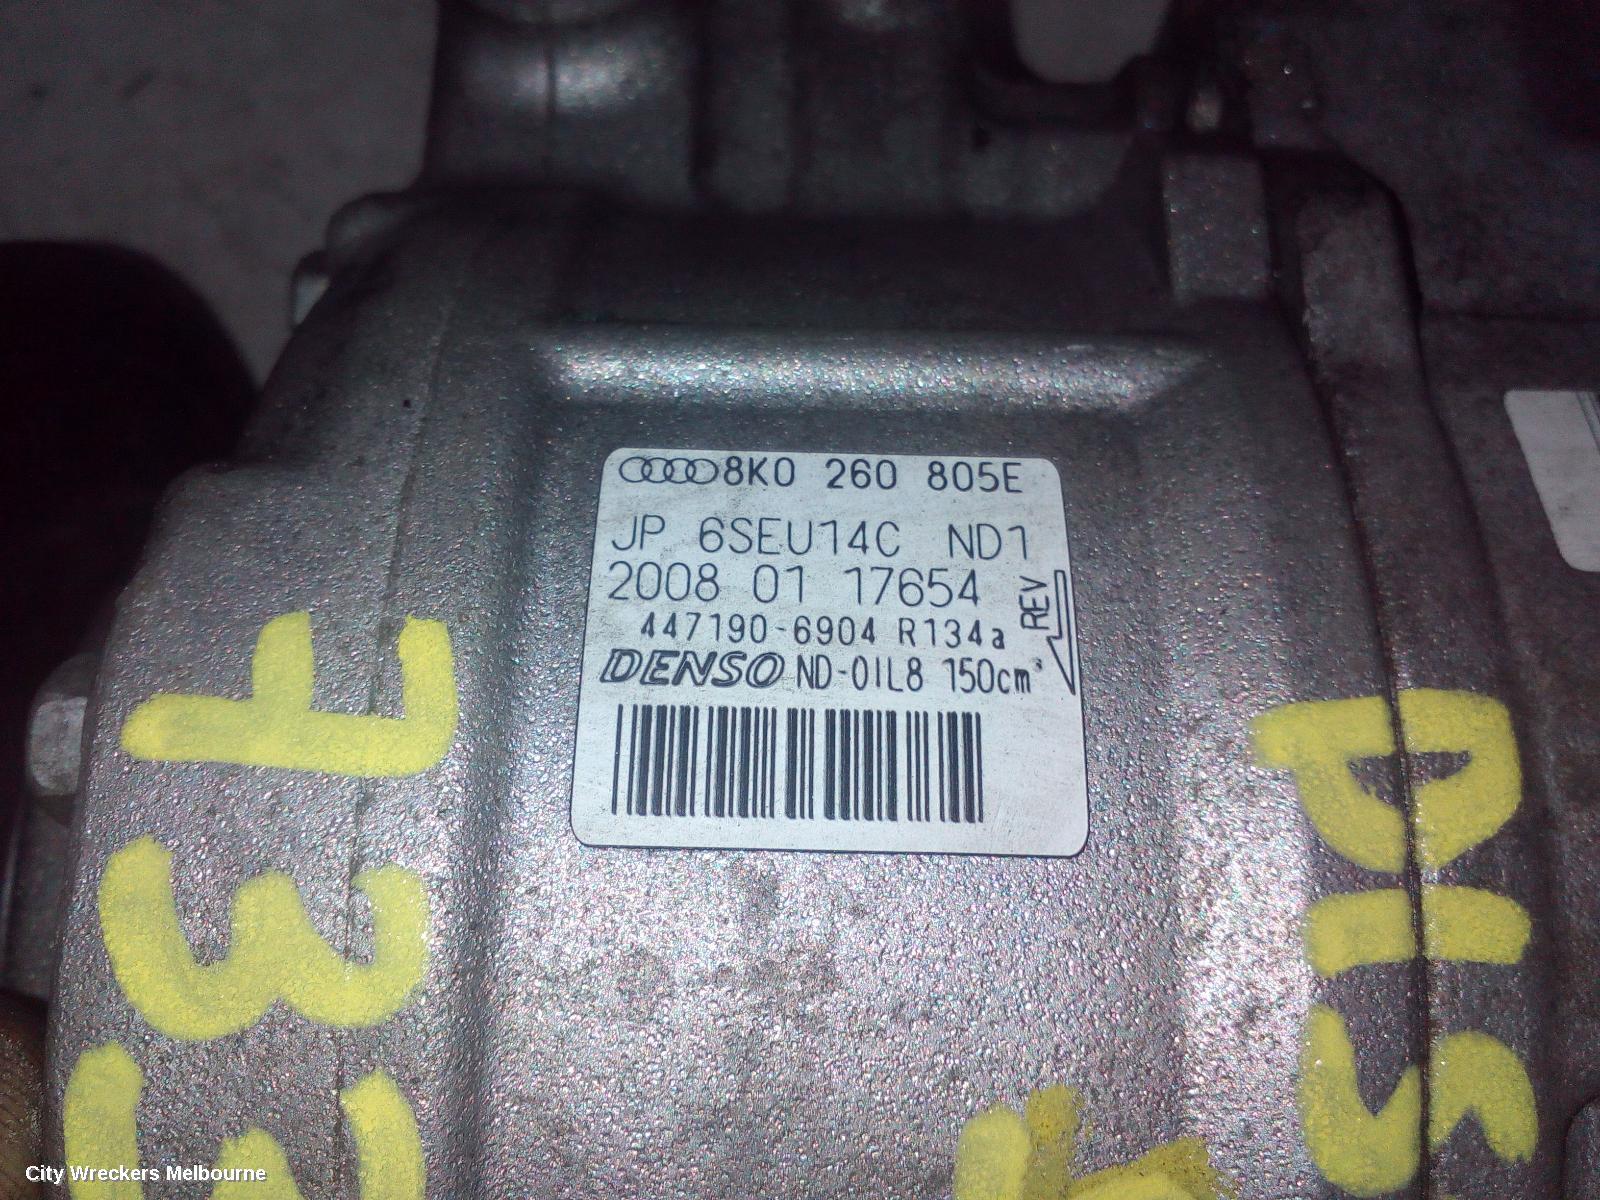 8K0 260 805E
JP 6SEU14C ND1
2008 01 17654
447190-6904 R134a
REV
DENSO ND-OIL8 150cm³
City Wreckers Melbourne